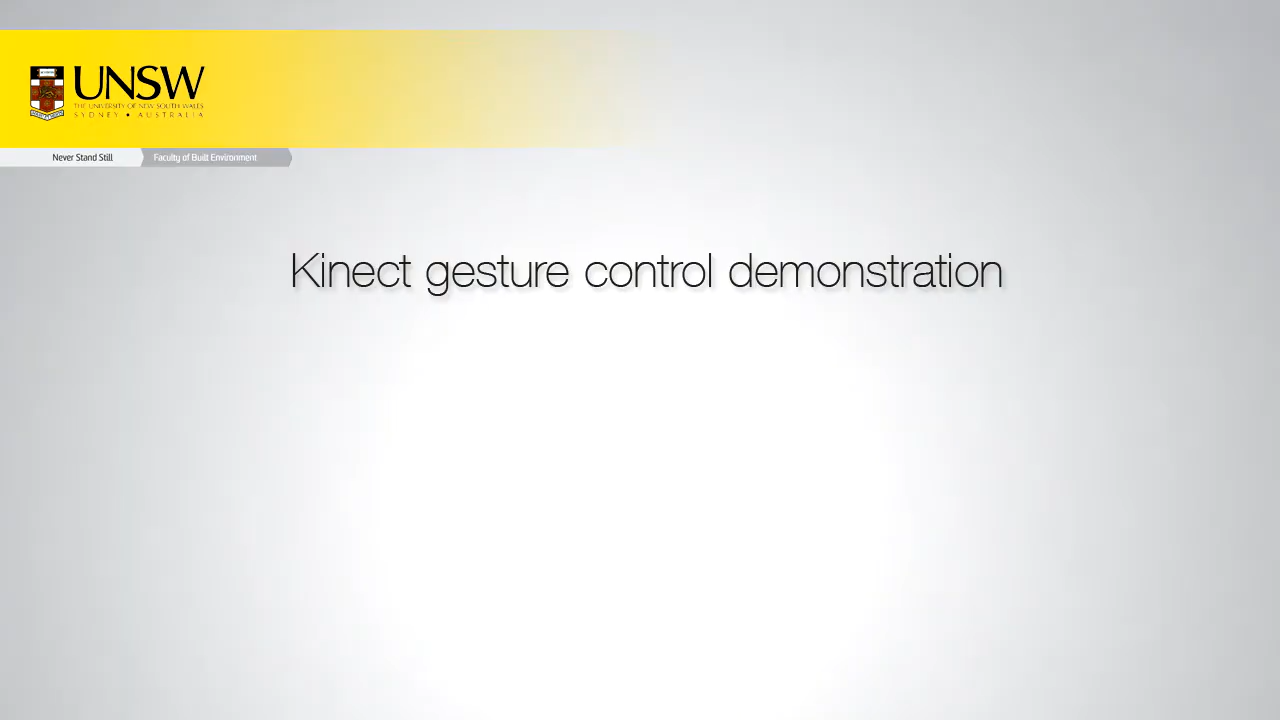 UNSW
THE UNIVERSITY OF NEW SOUTH WALES
SYDNEY • AUSTRALIA
Never Stand Still
Faculty of Built Environment
Kinect gesture control demonstration